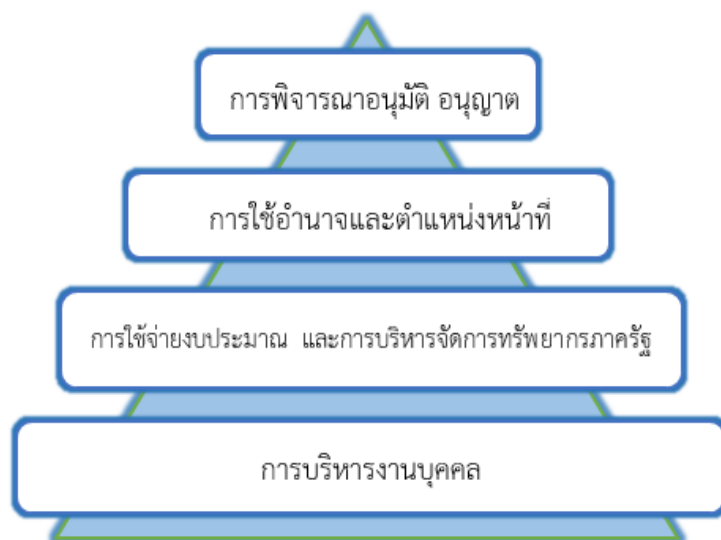 การพิจารณาอนุมัติ อนุญาต
การใช้อำนาจและตำแหน่งหน้าที่
การใช้จ่ายงบประมาณ และการบริหารจัดการทรัพยากรภาครัฐ
การบริหารงานบุคคล